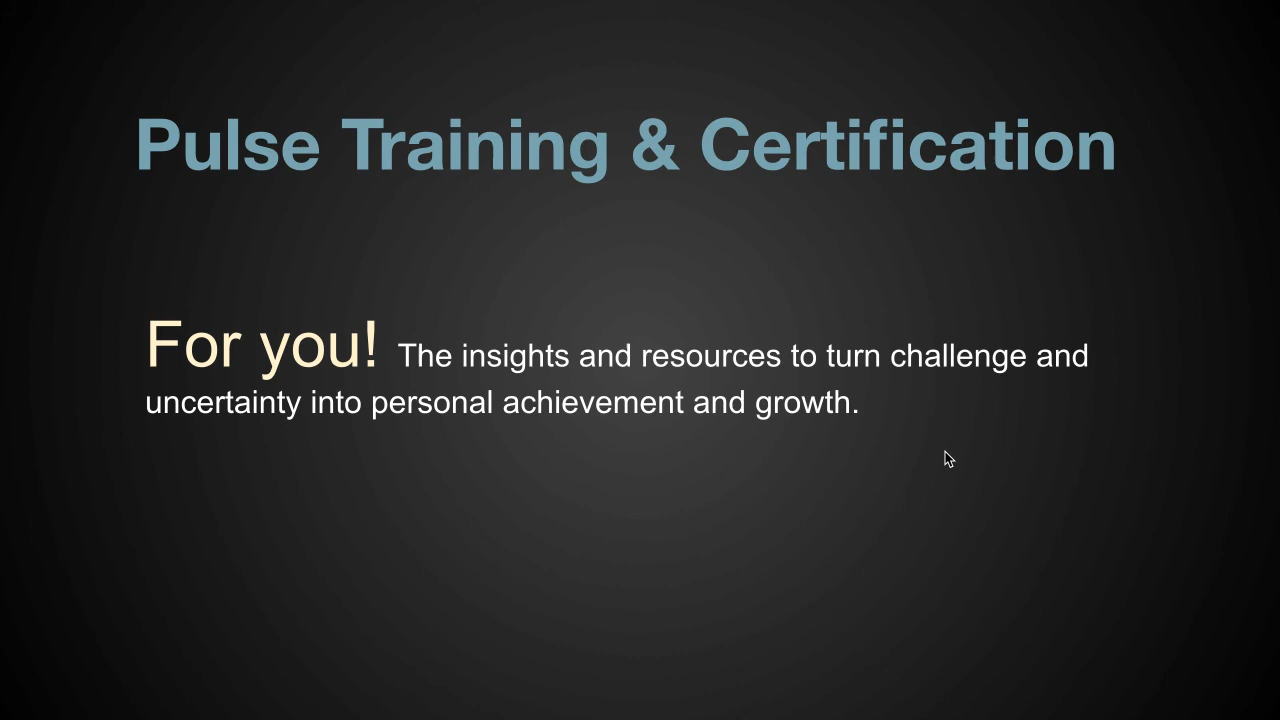 Pulse Training & Certification
For you! The insights and resources to turn challenge and
uncertainty into personal achievement and growth.